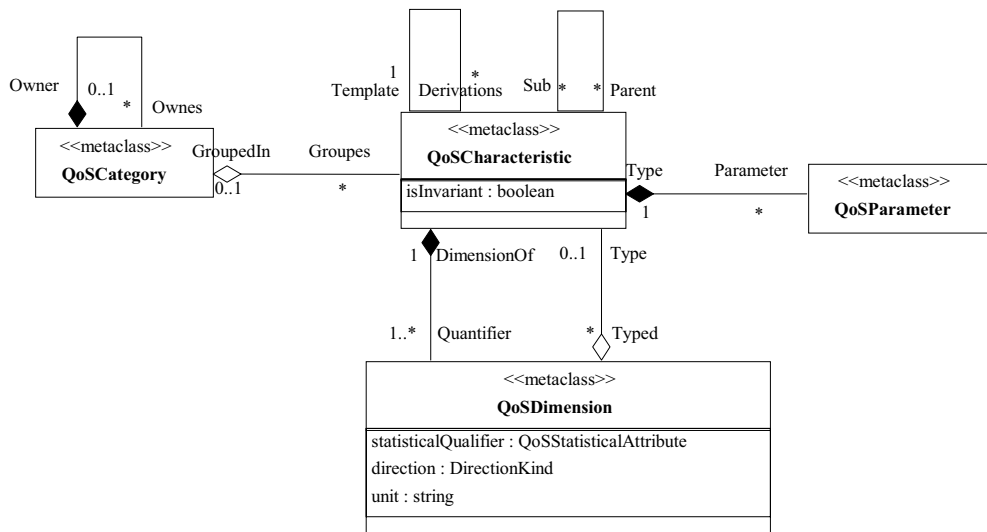 1
*
Template
Derivations
Sub
*
*
Parent
Owner
0..1
*
Ownes
<<metaclass>>
QoSCategory
GroupedIn
0..1
Groupes
*
<<metaclass>>
QoSCharacteristic
isInvariant : boolean
Type
1
Parameter
*
<<metaclass>>
QoSParameter
1
DimensionOf
0..1
Type
1..*
Quantifier
*
Typed
<<metaclass>>
QoSDimension
statisticalQualifier : QoSStatisticalAttribute
direction : DirectionKind
unit : string